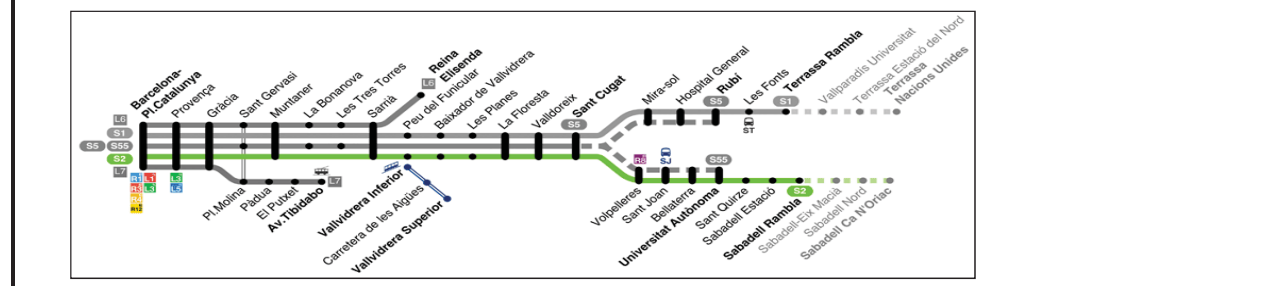 Barcelona-
Pl.Catalunya
Provença
Gràcia
Sant Gervasi
Muntaner
La Bonanova
Les Tres Torres
Sarrià
Reina
Elisenda
Peu del Funicular
Baixador de Vallvidrera
Les Planes
La Floresta
Valldoreix
Sant Cugat
Mira-sol
Hospital General
Rubí
Les Fonts
Terrassa Rambla
Vallparadís Universitat
Terrassa Estació del Nord
Terrassa
Nacions Unides
L6
S1
S5 S55
S2
L7
L6
S5
S5
S1
ST
R1 L1
R3 L3
R4
R12
L3
L5
L7
R8
SJ
S55
S2
Pl.Molina
Pàdua
El Putxet
Av.Tibidabo
Vallvidrera Inferior
Carretera de les Aigües
Vallvidrera Superior
Volpelleres
Sant Joan
Bellaterra
Universitat Autònoma
Sant Quirze
Sabadell Estació
Sabadell Rambla
Sabadell-Eix Macià
Sabadell Nord
Sabadell Ca N'Oriac